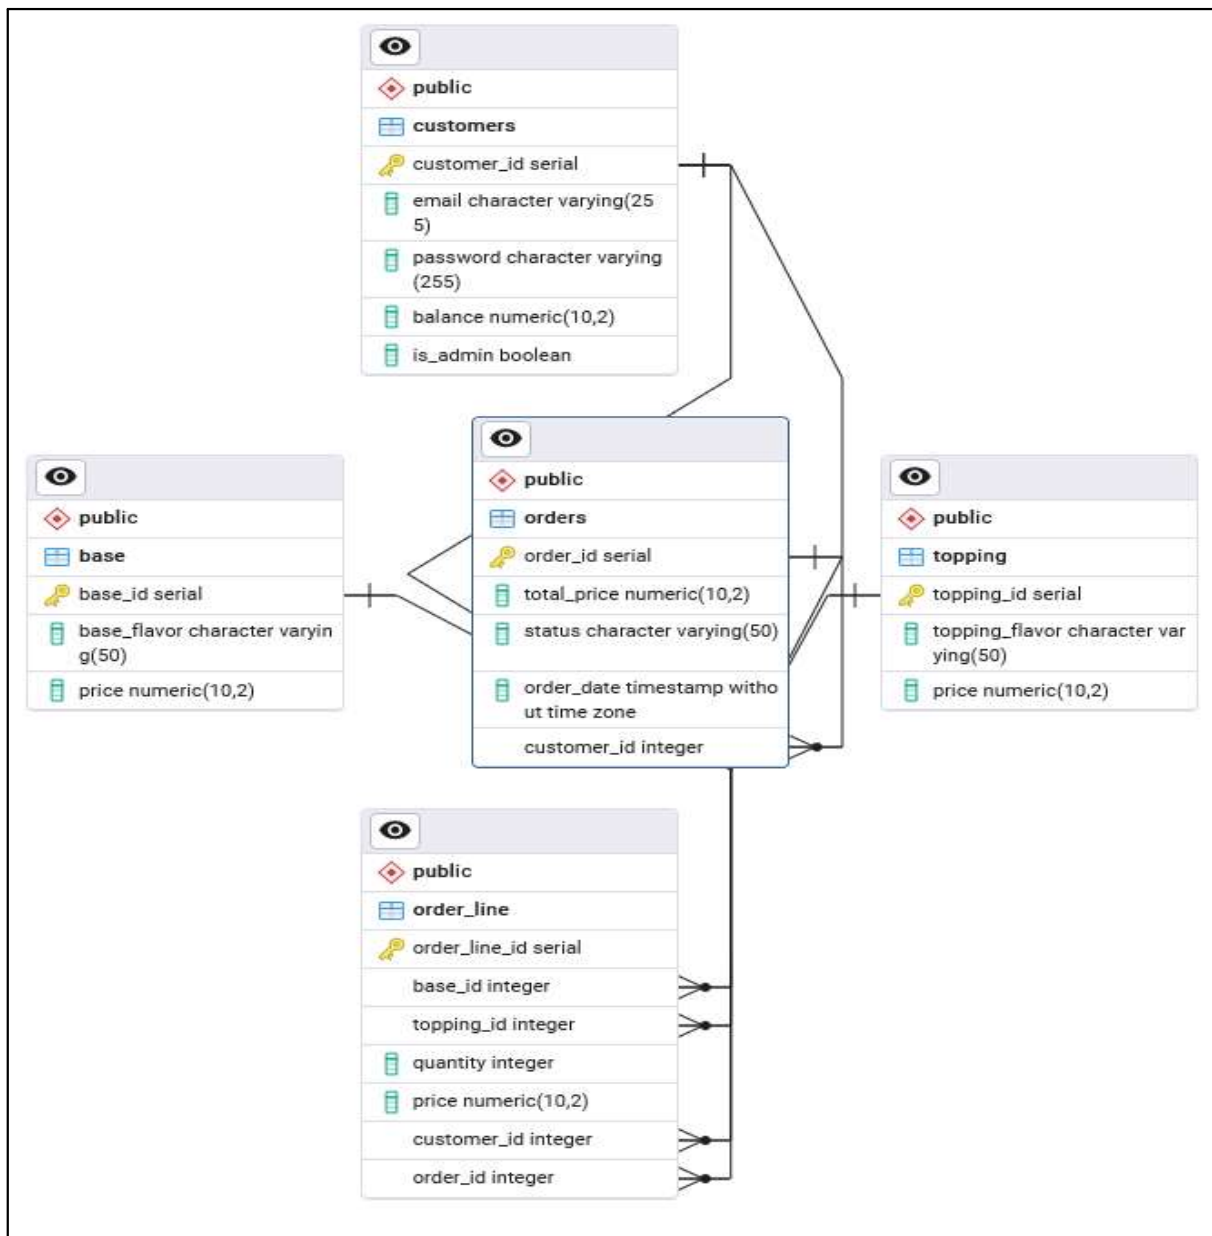 public
customers
customer_id serial
email character varying(25
5)
password character varying
(255)
balance numeric(10,2)
is_admin boolean
public
base
base_id serial
base_flavor character varyin
g(50)
price numeric(10,2)
public
orders
order_id serial
total_price numeric(10,2)
status character varying(50)
order_date timestamp witho
ut time zone
customer_id integer
public
topping
topping_id serial
topping_flavor character var
ying(50)
price numeric(10,2)
public
order_line
order_line_id serial
base_id integer
topping_id integer
quantity integer
price numeric(10,2)
customer_id integer
order_id integer